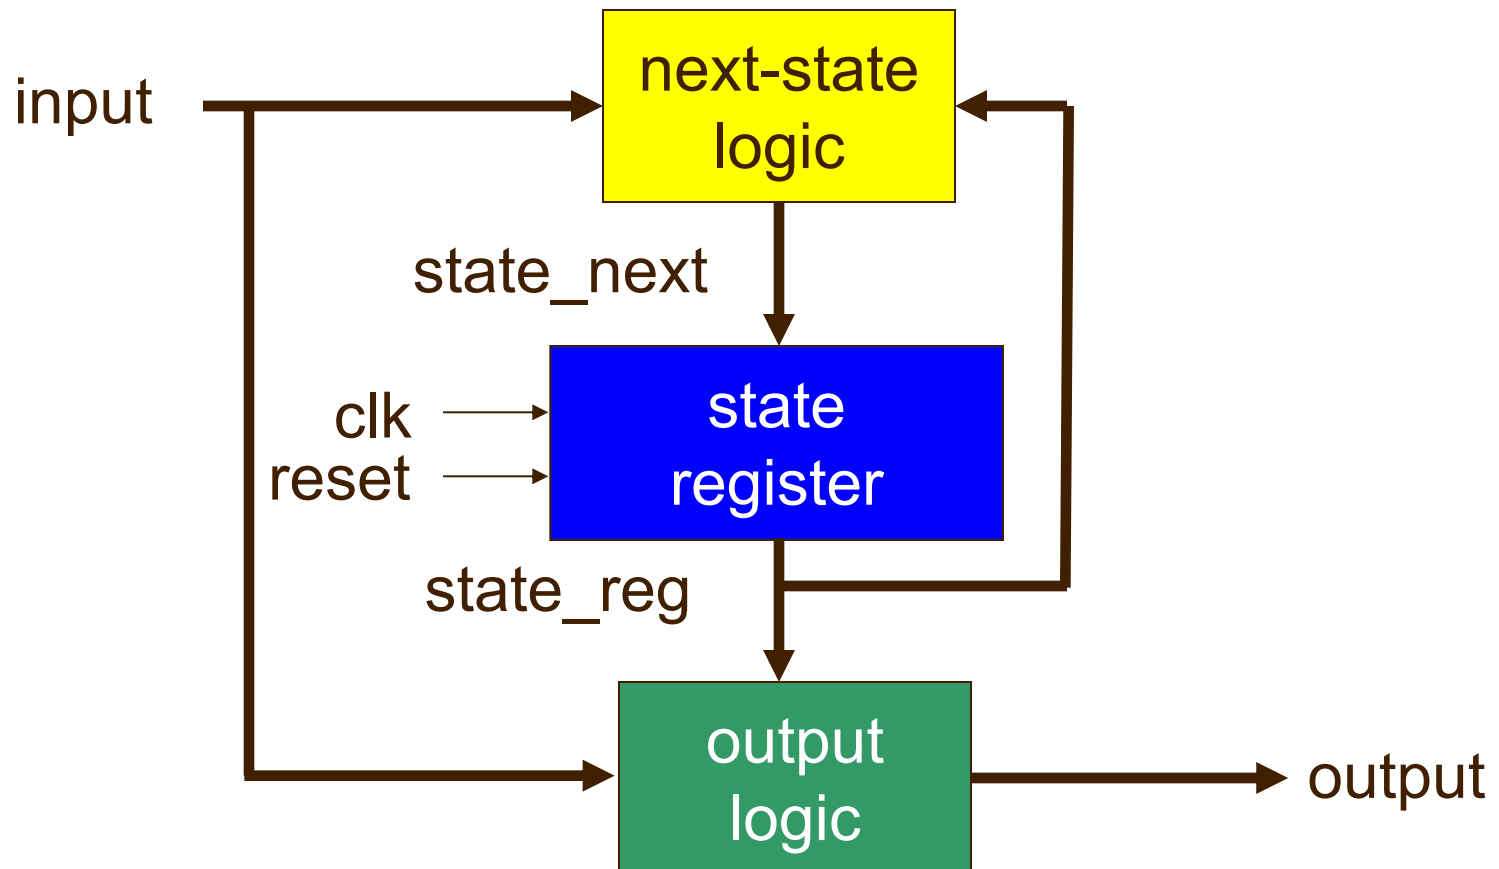 next-state
logic
input
state_next
clk
reset
state
register
state_reg
output
logic
output